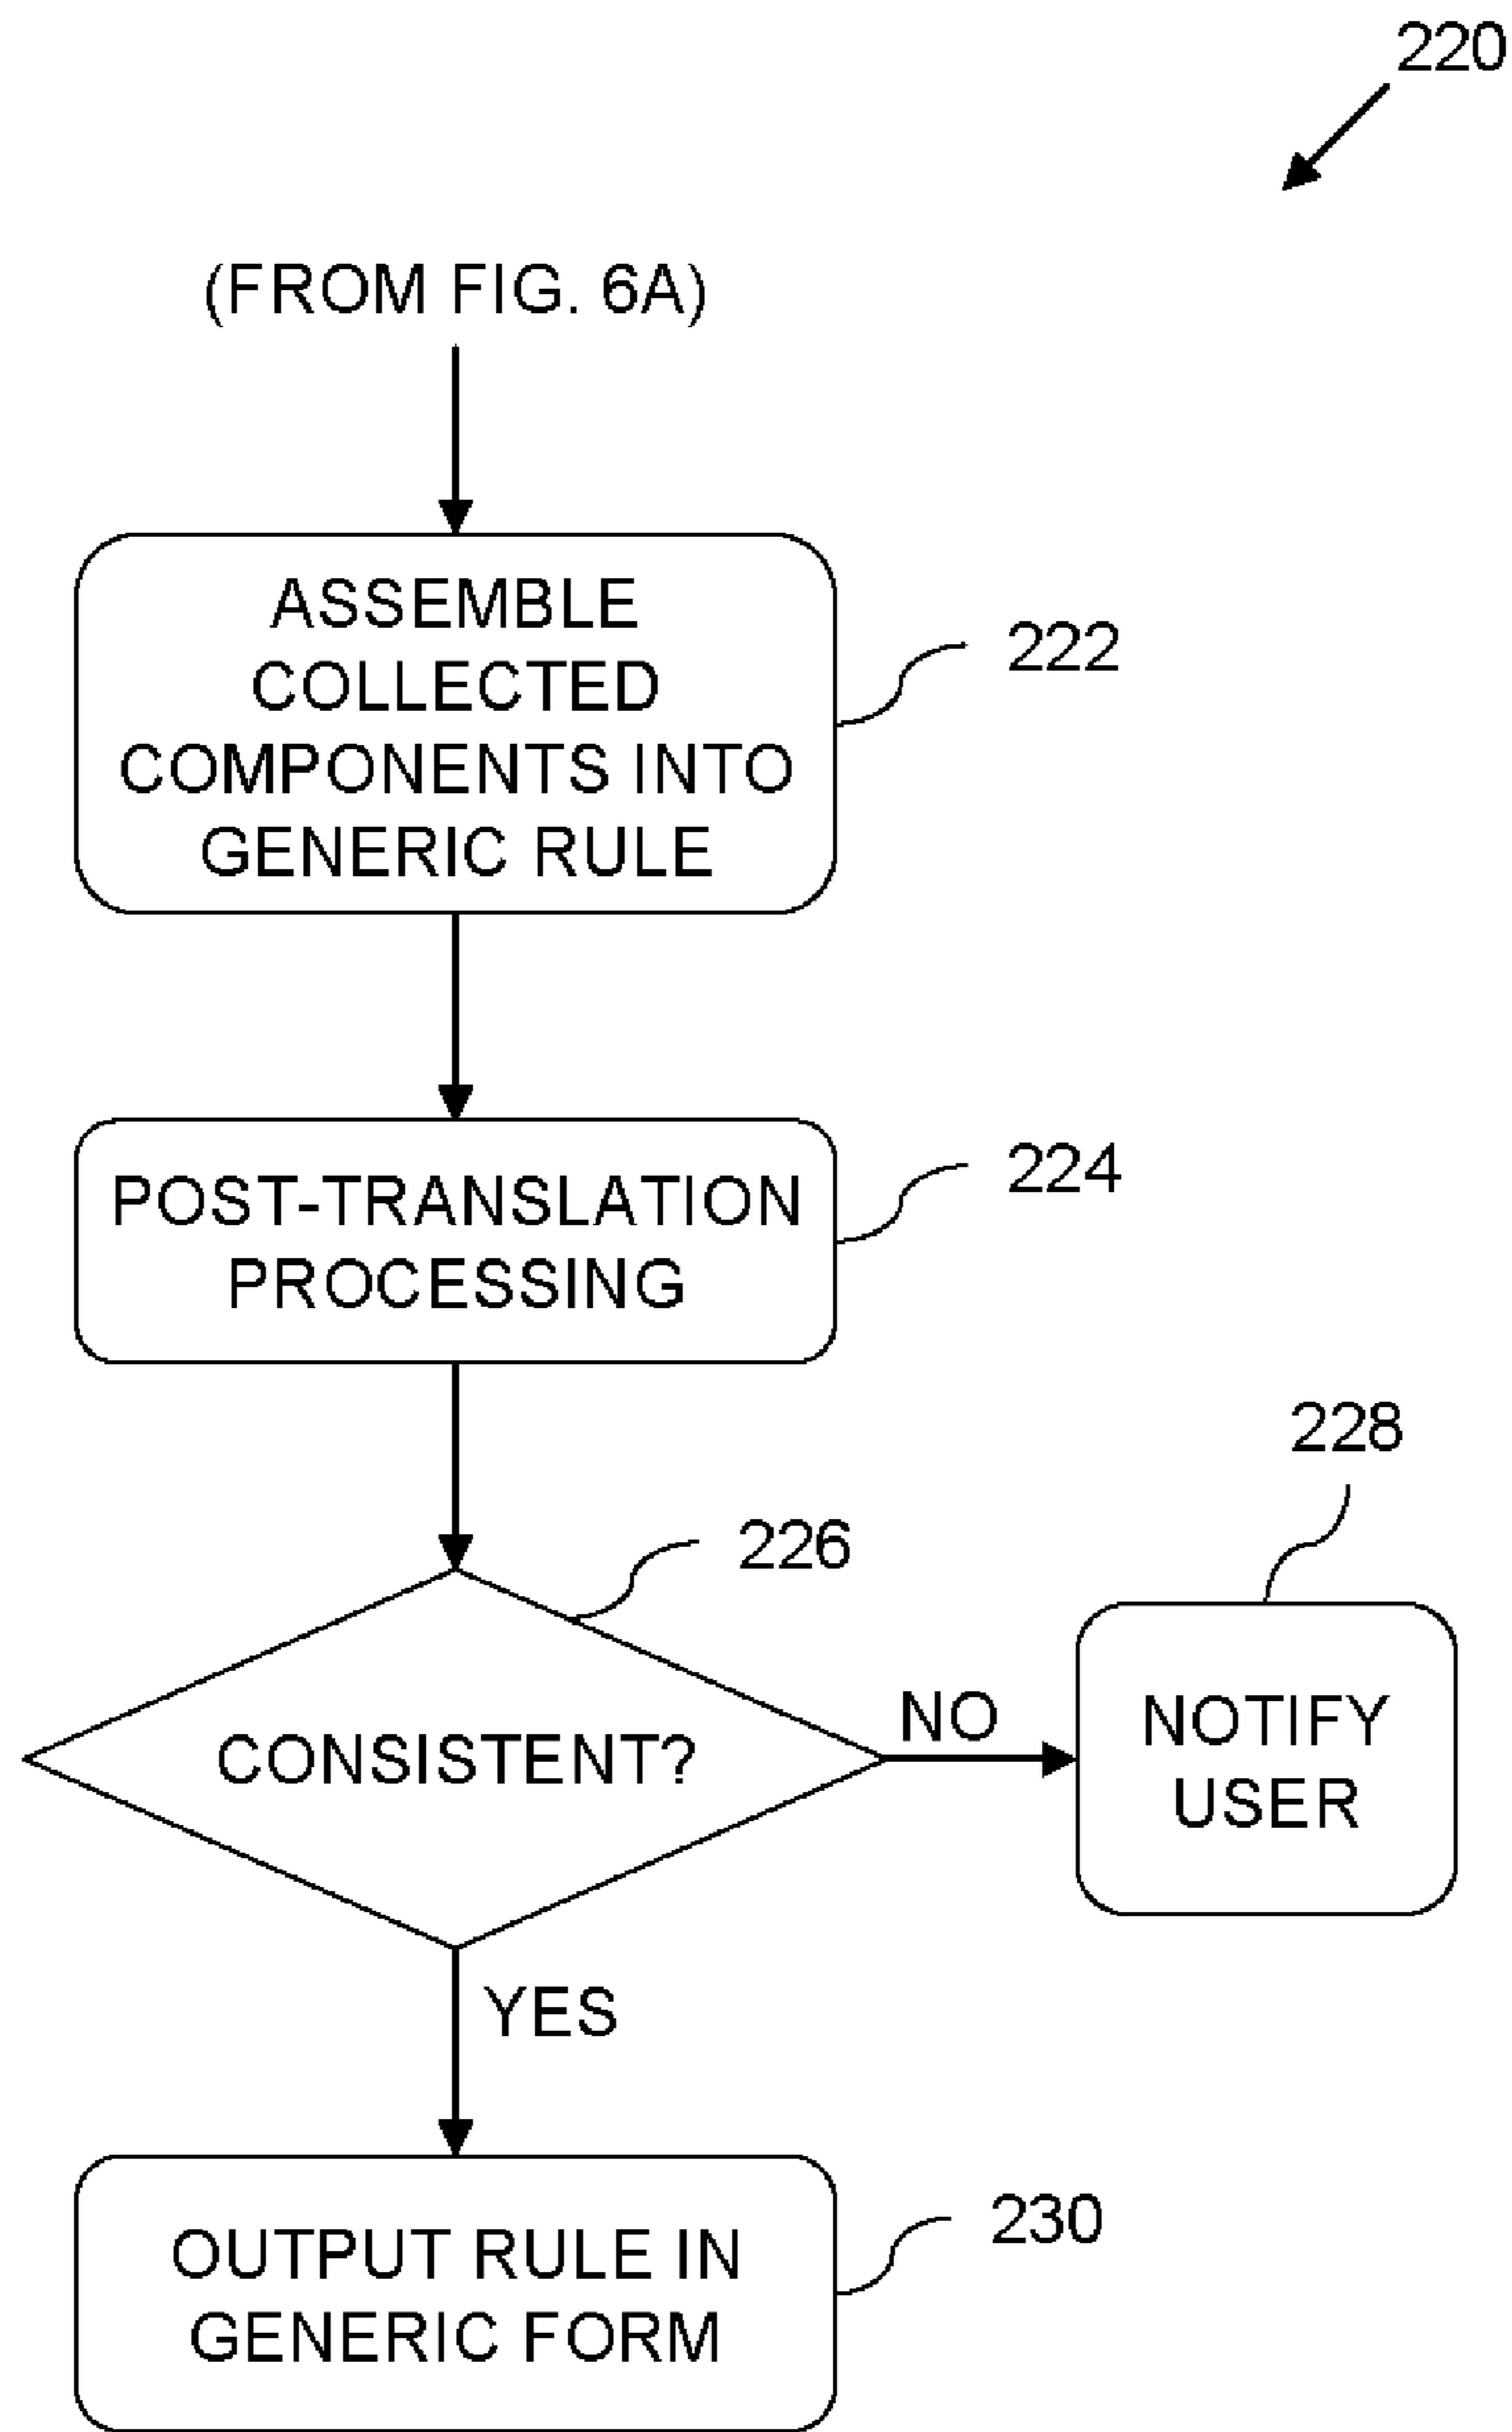 220
(FROM FIG. 6A)
ASSEMBLE
COLLECTED
COMPONENTS INTO
GENERIC RULE
222
POST-TRANSLATION
PROCESSING
224
226
CONSISTENT?
NO
228
NOTIFY
USER
YES
OUTPUT RULE IN
GENERIC FORM
230